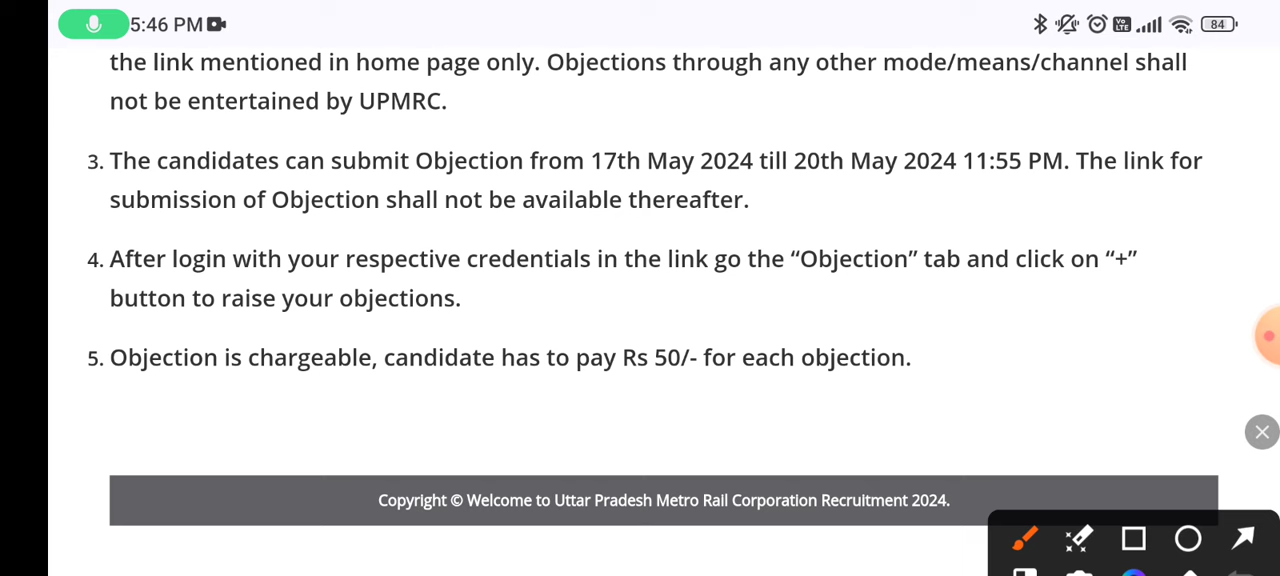 5:46 PM
Vo LTE
84
the link mentioned in home page only. Objections through any other mode/means/channel shall
not be entertained by UPMRC.
3. The candidates can submit Objection from 17th May 2024 till 20th May 2024 11:55 PM. The link for
submission of Objection shall not be available thereafter.
4. After login with your respective credentials in the link go the “Objection” tab and click on “+”
button to raise your objections.
5. Objection is chargeable, candidate has to pay Rs 50/- for each objection.
Copyright © Welcome to Uttar Pradesh Metro Rail Corporation Recruitment 2024.